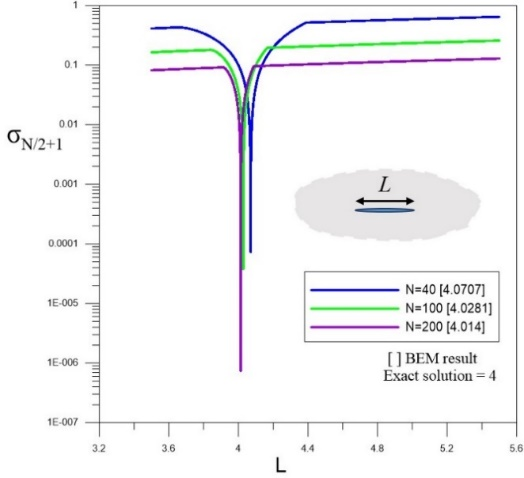 1
0.1
0.01
0.001
0.0001
1E-005
1E-006
1E-007
σN/2+1
L
N=40 [4.0707]
N=100 [4.0281]
N=200 [4.014]
[ ] BEM result
Exact solution = 4
3.2 3.6 4 4.4 4.8 5.2 5.6
L